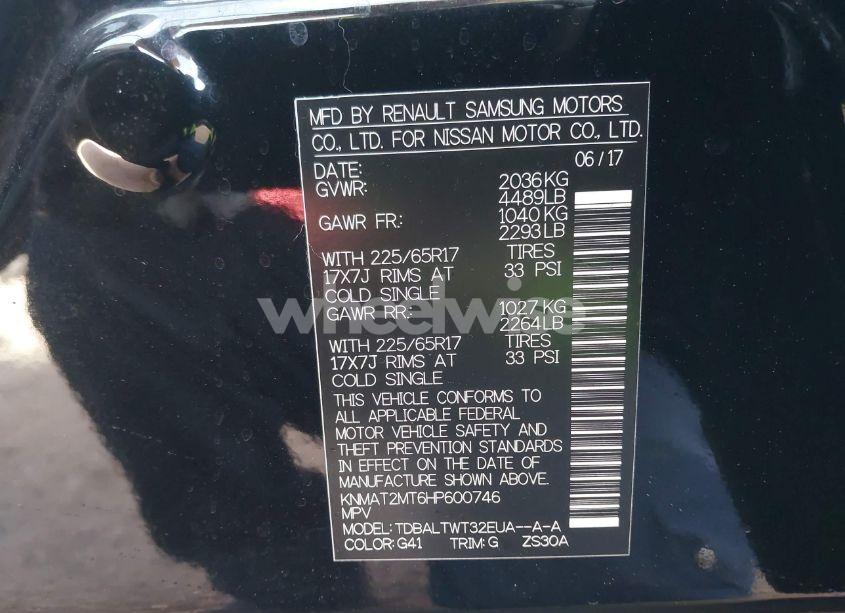 MFD BY RENAULT SAMSUNG MOTORS
CO., LTD. FOR NISSAN MOTOR CO., LTD.
DATE: 06/17
GVWR: 2036KG
4489LB
GAWR FR.: 1040 KG
2293LB
WITH 225/65R17 TIRES
17X7J RIMS AT 33 PSI
COLD SINGLE
GAWR RR.: 1027KG
2264LB
WITH 225/65R17 TIRES
17X7J RIMS AT 33 PSI
COLD SINGLE
THIS VEHICLE CONFORMS TO
ALL APPLICABLE FEDERAL
MOTOR VEHICLE SAFETY AND
THEFT PREVENTION STANDARDS
IN EFFECT ON THE DATE OF
MANUFACTURE SHOWN ABOVE.
KNMAT2MT6HP600746
MPV
MODEL: TDBALTWT32EUA--A-A
COLOR: G41 TRIM: G ZS30A
wheelwise